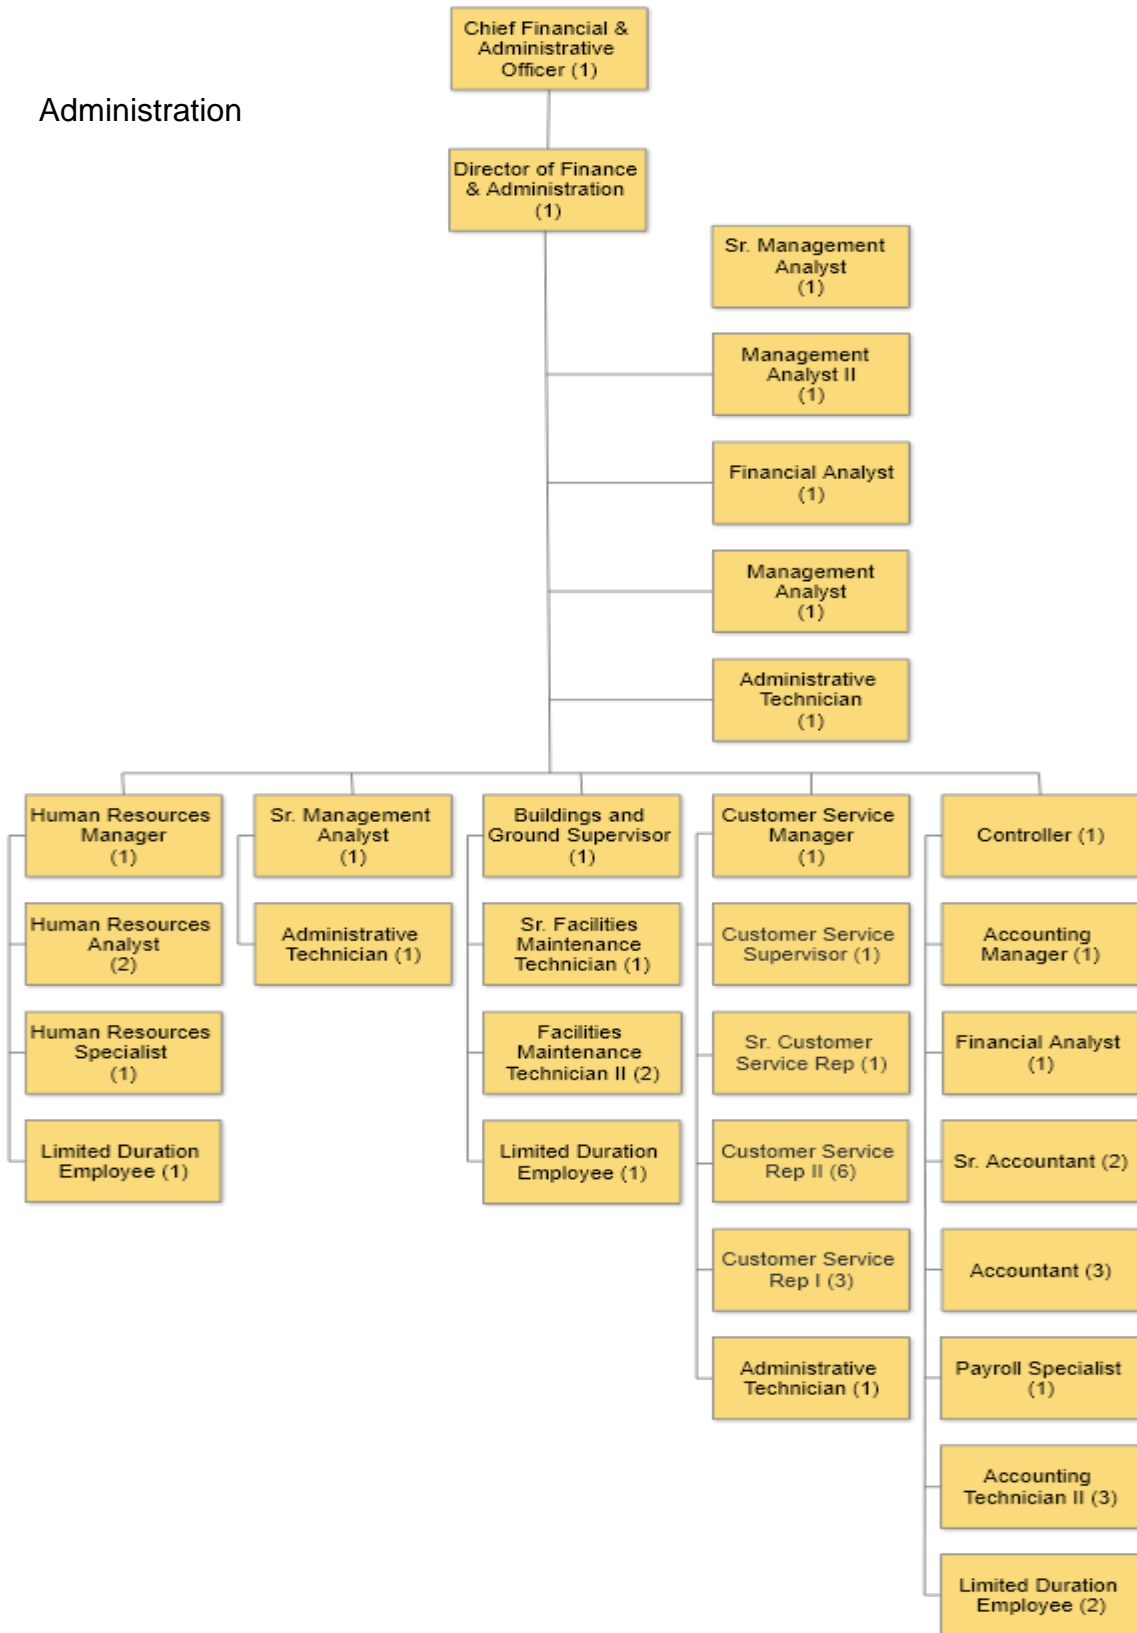 Chief Financial &
Administrative
Officer (1)
Administration
Director of Finance
& Administration
(1)
Sr. Management
Analyst
(1)
Management
Analyst II
(1)
Financial Analyst
(1)
Management
Analyst
(1)
Administrative
Technician
(1)
Human Resources
Manager
(1)
Human Resources
Analyst
(2)
Human Resources
Specialist
(1)
Limited Duration
Employee (1)
Sr. Management
Analyst
(1)
Administrative
Technician (1)
Buildings and
Ground Supervisor
(1)
Sr. Facilities
Maintenance
Technician (1)
Facilities
Maintenance
Technician II (2)
Limited Duration
Employee (1)
Customer Service
Manager
(1)
Customer Service
Supervisor (1)
Sr. Customer
Service Rep (1)
Customer Service
Rep II (6)
Customer Service
Rep I (3)
Administrative
Technician (1)
Controller (1)
Accounting
Manager (1)
Financial Analyst
(1)
Sr. Accountant (2)
Accountant (3)
Payroll Specialist
(1)
Accounting
Technician II (3)
Limited Duration
Employee (2)